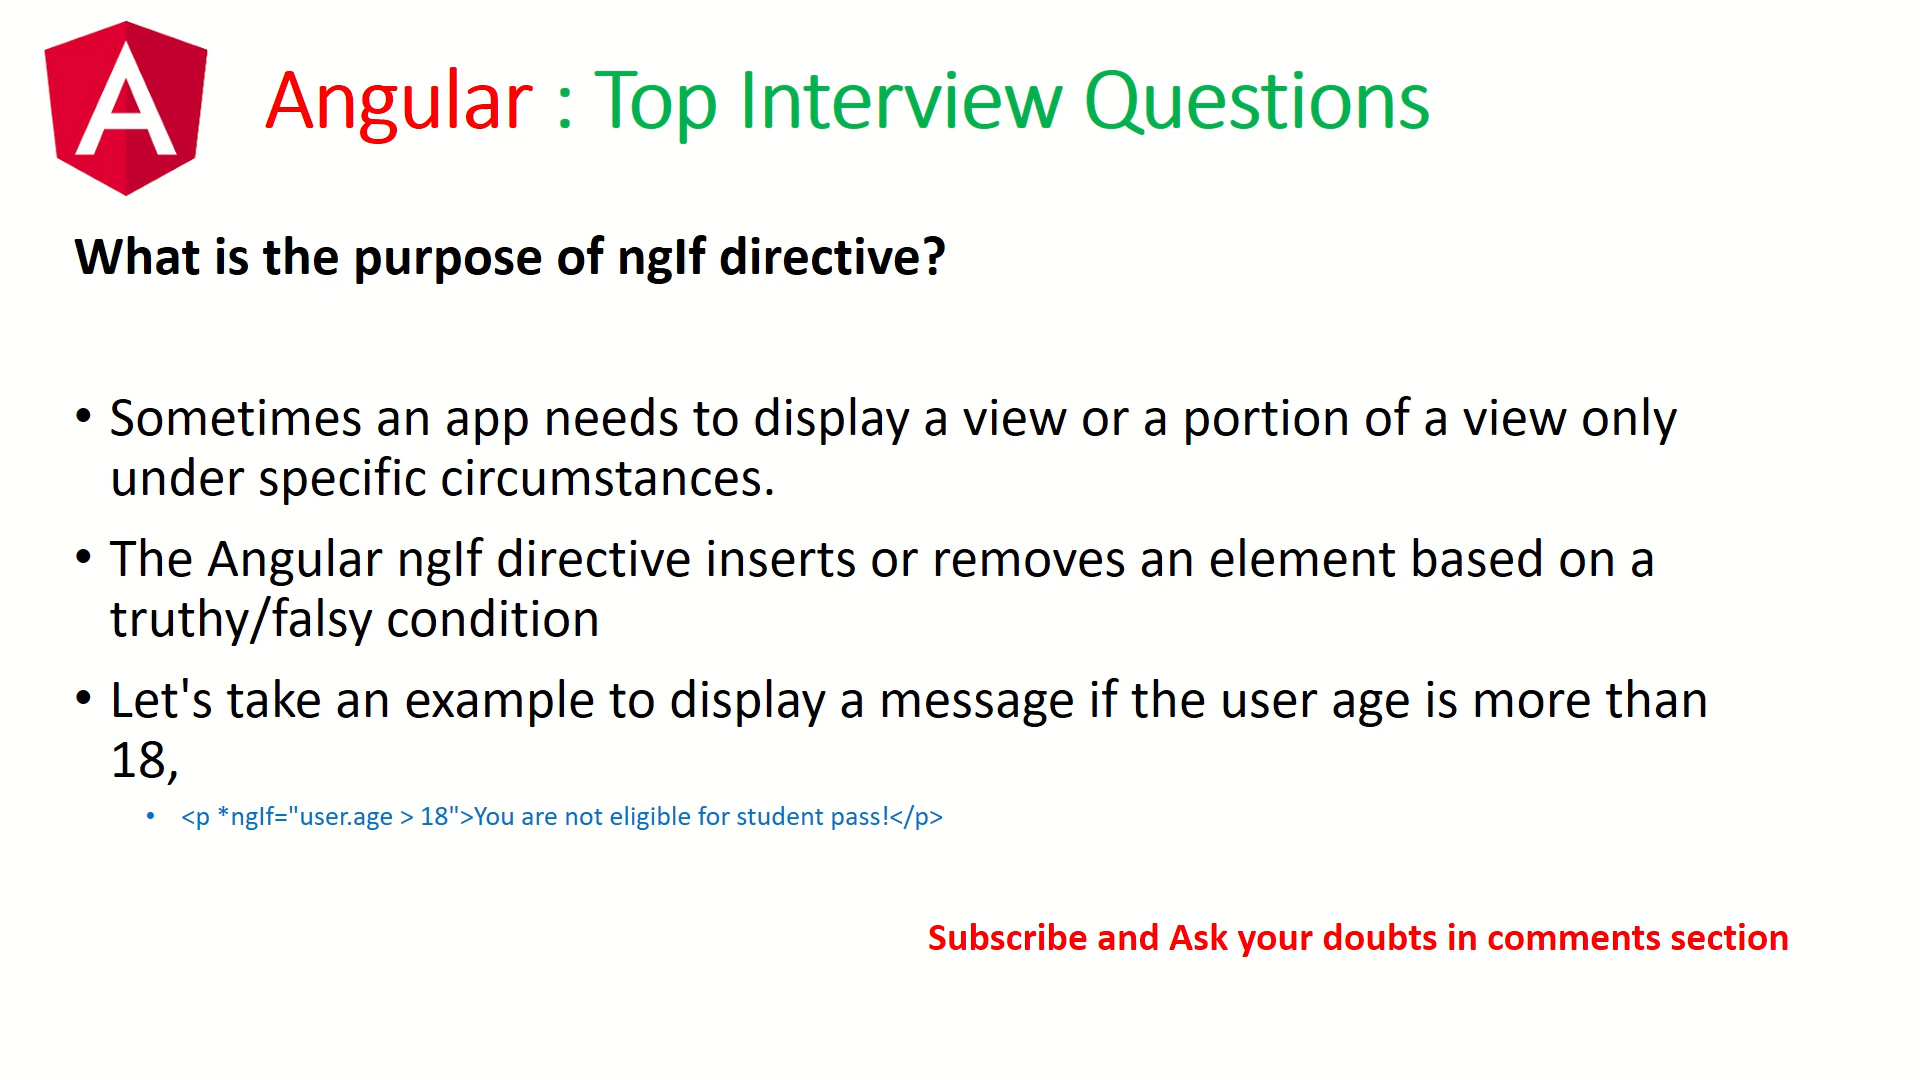 A
Angular : Top Interview Questions
What is the purpose of ngIf directive?
• Sometimes an app needs to display a view or a portion of a view only
under specific circumstances.
• The Angular ngIf directive inserts or removes an element based on a
truthy/falsy condition
• Let's take an example to display a message if the user age is more than
18,
• <p *ngIf="user.age > 18">You are not eligible for student pass!</p>
Subscribe and Ask your doubts in comments section